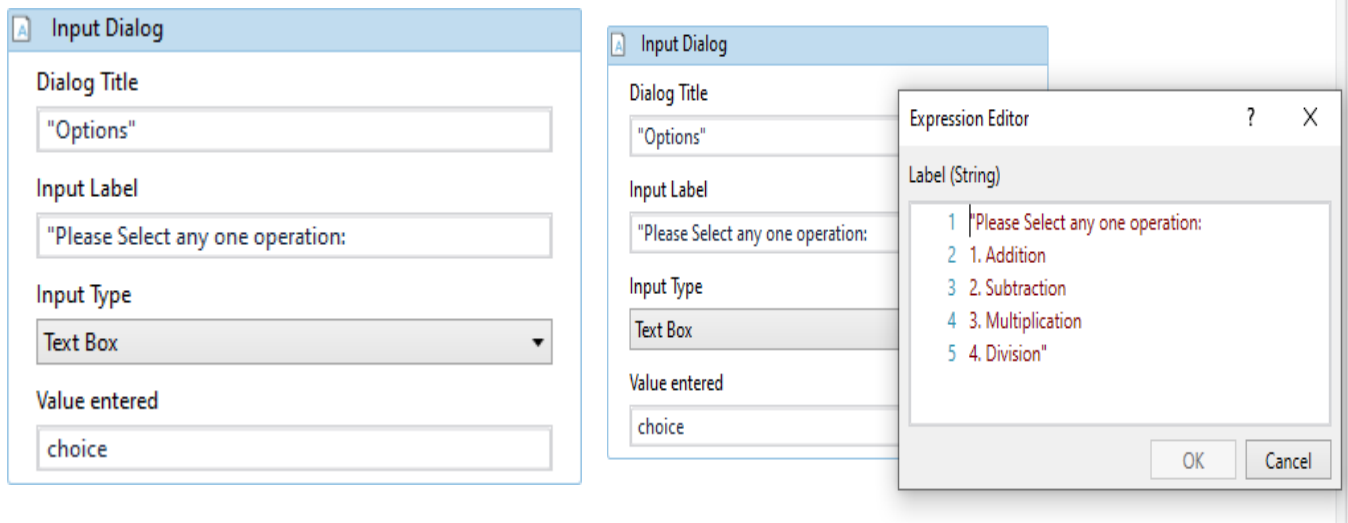 Input Dialog
Dialog Title
"Options"
Input Label
"Please Select any one operation:
Input Type
Text Box
Value entered
choice
Input Dialog
Dialog Title
"Options"
Input Label
"Please Select any one operation:
Input Type
Text Box
Value entered
choice
Expression Editor ? X
Label (String)
1 "Please Select any one operation:
2 1. Addition
3 2. Subtraction
4 3. Multiplication
5 4. Division"
OK Cancel